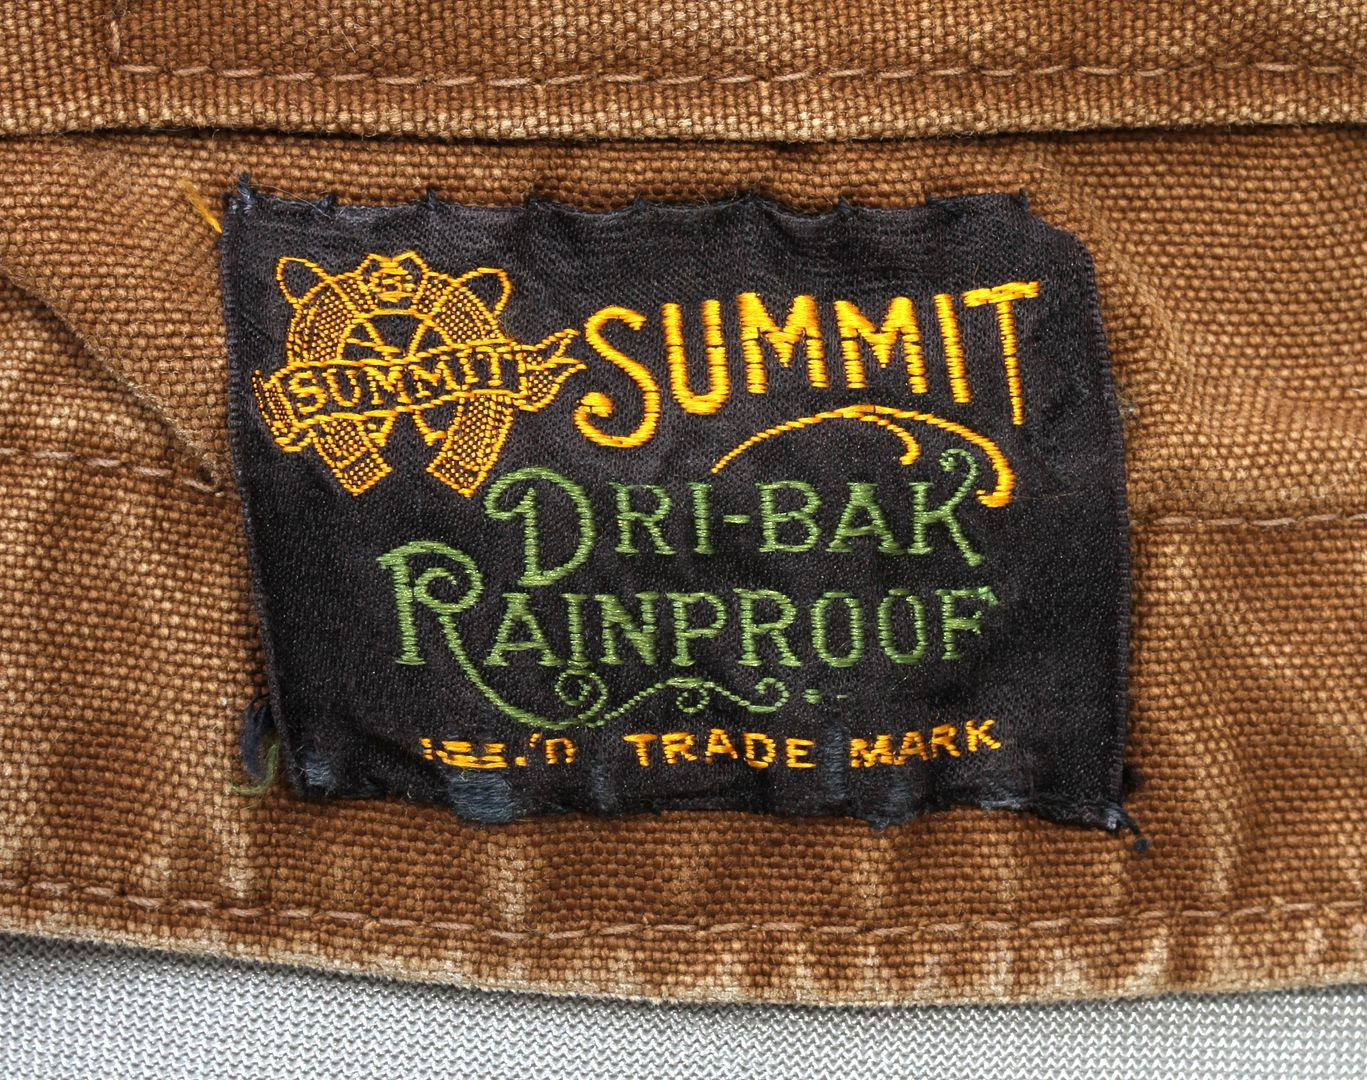 S
SUMMIT
SUMMIT
DRI-BAK
RAINPROOF
TRADE MARK